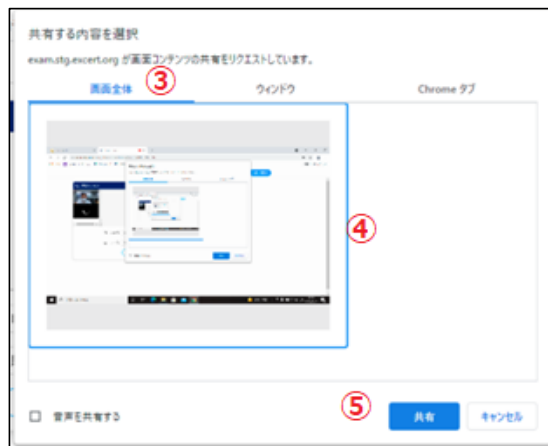 共有する内容を選択
exam.stg.excert.org が画面コンテンツの共有をリクエストしています。
③
画面全体 ウィンドウ Chrome タブ
④
⑤
音声を共有する 共有 キャンセル